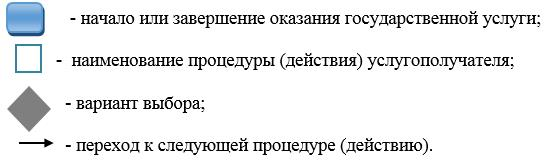 - начало или завершение оказания государственной услуги;
- наименование процедуры (действия) услугополучателя;
- вариант выбора;
- переход к следующей процедуре (действию).